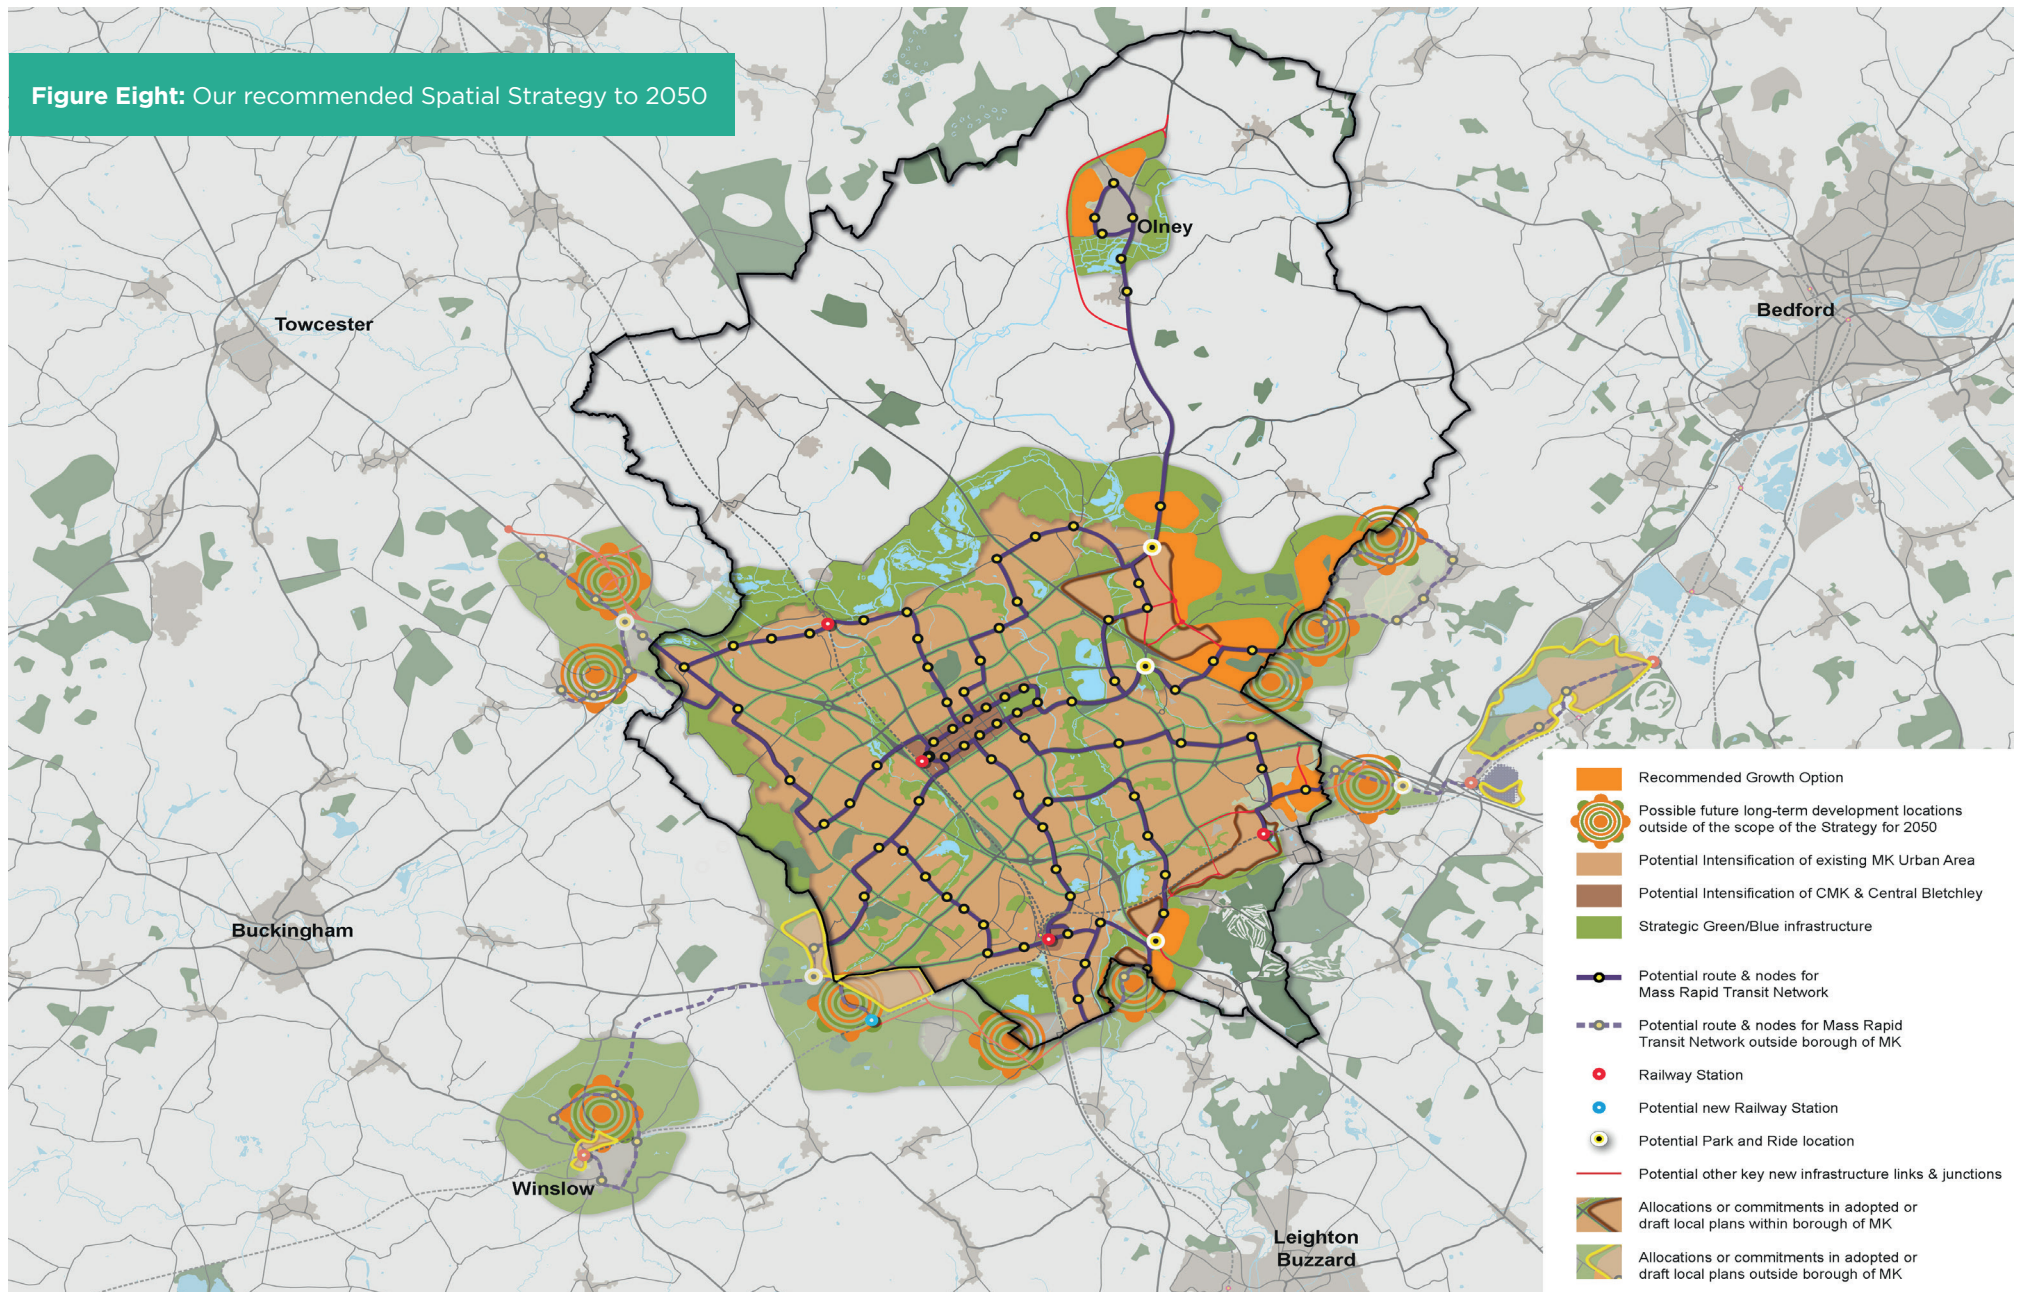 Figure Eight: Our recommended Spatial Strategy to 2050
Olney
Towcester
Bedford
Buckingham
Winslow
Leighton
Buzzard
Recommended Growth Option
Possible future long-term development locations
outside of the scope of the Strategy for 2050
Potential Intensification of existing MK Urban Area
Potential Intensification of CMK & Central Bletchley
Strategic Green/Blue infrastructure
Potential route & nodes for
Mass Rapid Transit Network
Potential route & nodes for Mass Rapid
Transit Network outside borough of MK
Railway Station
Potential new Railway Station
Potential Park and Ride location
Potential other key new infrastructure links & junctions
Allocations or commitments in adopted or
draft local plans within borough of MK
Allocations or commitments in adopted or
draft local plans outside borough of MK